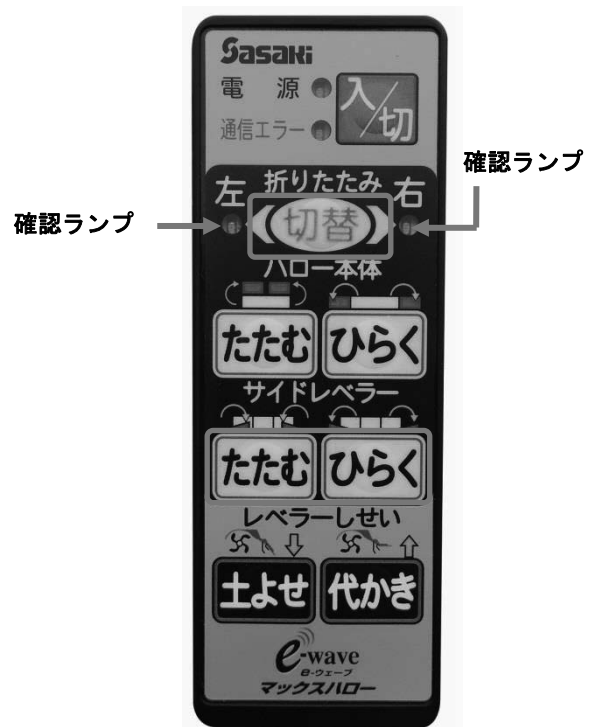 Sasaki
電源
入/切
通信エラー
確認ランプ
左 折りたたみ 右
確認ランプ
切替
ハロー本体
たたむ ひらく
サイドレベラー
たたむ ひらく
レベラーしせい
土よせ 代かき
e-wave
e-ウェーブ
マックスハロー